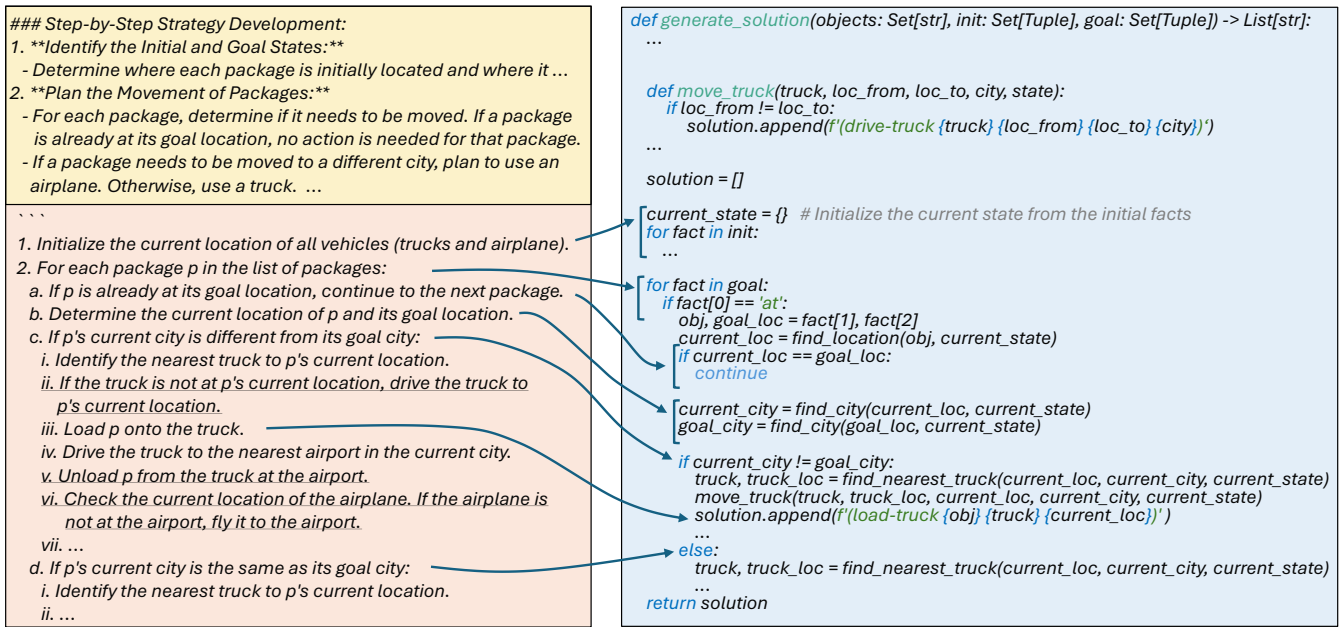 ### Step-by-Step Strategy Development:
1. **Identify the Initial and Goal States:**
- Determine where each package is initially located and where it ...
2. **Plan the Movement of Packages:**
- For each package, determine if it needs to be moved. If a package
is already at its goal location, no action is needed for that package.
- If a package needs to be moved to a different city, plan to use an
airplane. Otherwise, use a truck. ...
```
1. Initialize the current location of all vehicles (trucks and airplane).
2. For each package p in the list of packages:
a. If p is already at its goal location, continue to the next package.
b. Determine the current location of p and its goal location.
c. If p's current city is different from its goal city:
i. Identify the nearest truck to p's current location.
ii. If the truck is not at p's current location, drive the truck to
p's current location.
iii. Load p onto the truck.
iv. Drive the truck to the nearest airport in the current city.
v. Unload p from the truck at the airport.
vi. Check the current location of the airplane. If the airplane is
not at the airport, fly it to the airport.
vii. ...
d. If p's current city is the same as its goal city:
i. Identify the nearest truck to p's current location.
ii. ...
def generate_solution(objects: Set[str], init: Set[Tuple], goal: Set[Tuple]) -> List[str]:
...
def move_truck(truck, loc_from, loc_to, city, state):
if loc_from != loc_to:
solution.append(f'(drive-truck {truck} {loc_from} {loc_to} {city})‘)
...
solution = []
current_state = {} # Initialize the current state from the initial facts
for fact in init:
...
for fact in goal:
if fact[0] == 'at':
obj, goal_loc = fact[1], fact[2]
current_loc = find_location(obj, current_state)
if current_loc == goal_loc:
continue
current_city = find_city(current_loc, current_state)
goal_city = find_city(goal_loc, current_state)
if current_city != goal_city:
truck, truck_loc = find_nearest_truck(current_loc, current_city, current_state)
move_truck(truck, truck_loc, current_loc, current_city, current_state)
solution.append(f'(load-truck {obj} {truck} {current_loc})' )
...
else:
truck, truck_loc = find_nearest_truck(current_loc, current_city, current_state)
...
return solution